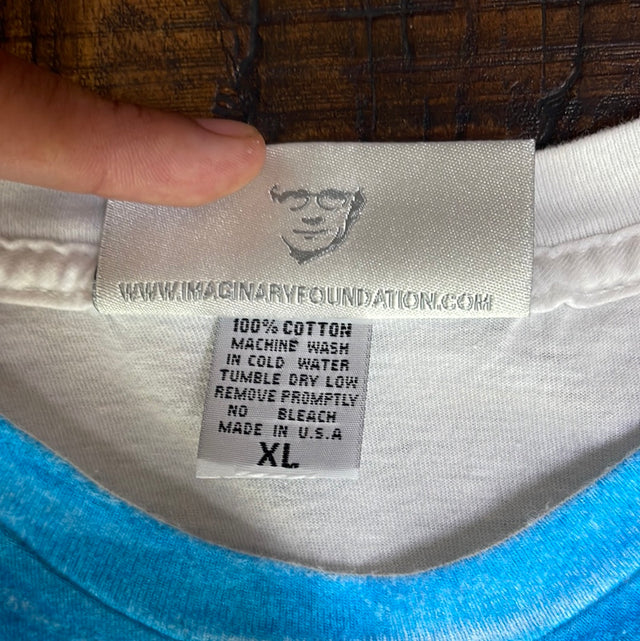 WWW.IMAGINARYFOUNDATION.COM
100% COTTON
MACHINE WASH
IN COLD WATER
TUMBLE DRY LOW
REMOVE PROMPTLY
NO BLEACH
MADE IN U.S.A
XL